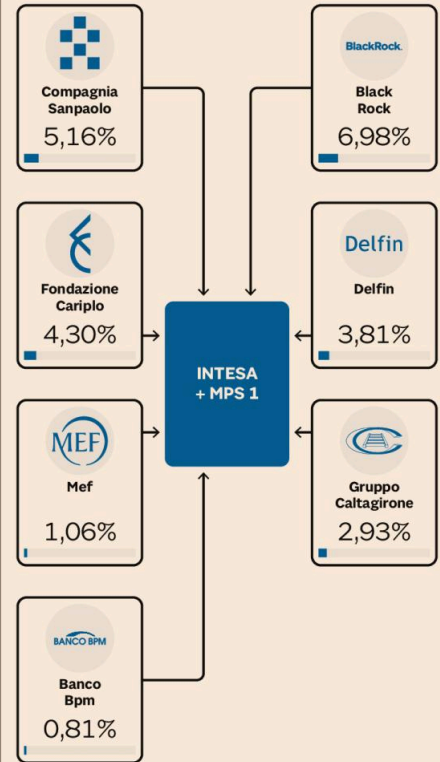 Compagnia
Sanpaolo
5,16%
BlackRock.
Black
Rock
6,98%
Fondazione
Cariplo
4,30%
Delfin
Delfin
3,81%
INTESA
+ MPS 1
MEF
Mef
1,06%
Gruppo
Caltagirone
2,93%
BANCO BPM
Banco
Bpm
0,81%